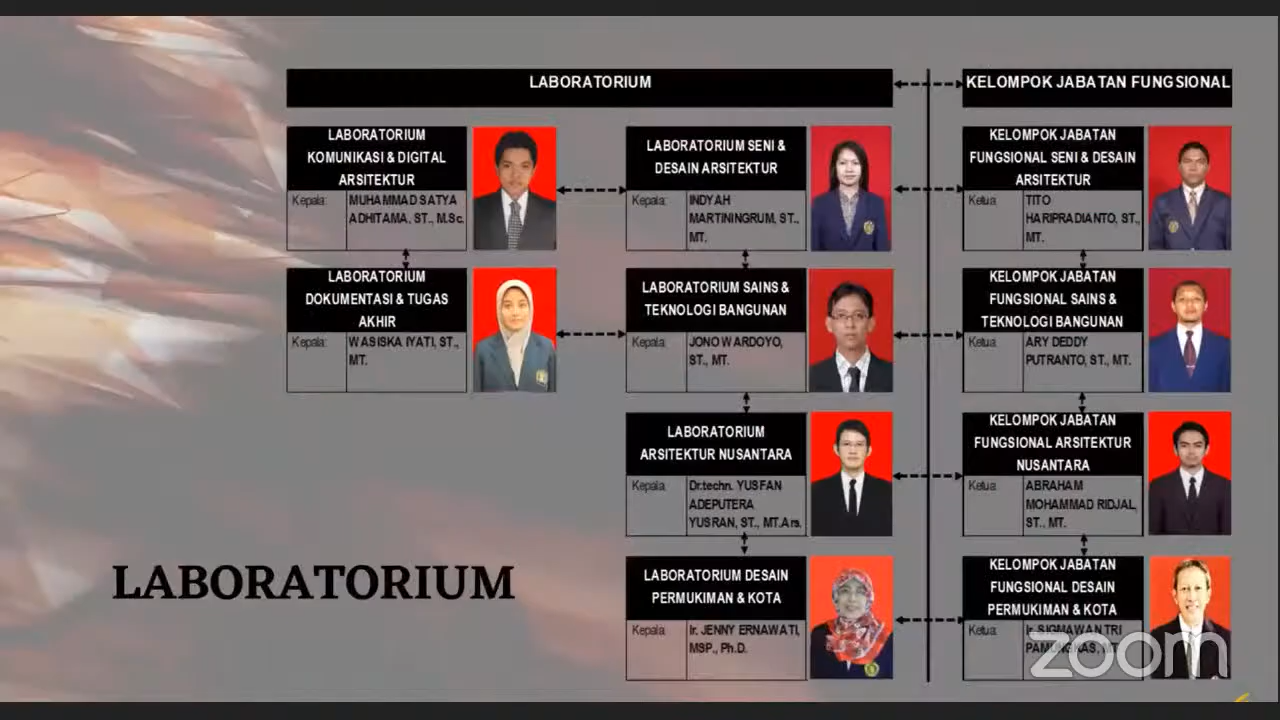 LABORATORIUM
KELOMPOK JABATAN FUNGSIONAL
LABORATORIUM
KOMUNIKASI & DIGITAL
ARSITEKTUR
Kepala:
MUHAMMAD SATYA
ADHITAMA, ST., M.Sc.
LABORATORIUM SENI &
DESAIN ARSITEKTUR
Kepala:
INDYAH
MARTININGRUM, ST.,
MT.
KELOMPOK JABATAN
FUNGSIONAL SENI & DESAIN
ARSITEKTUR
Ketua:
TITO
HARIPRADIANTO, ST.,
MT.
LABORATORIUM
DOKUMENTASI & TUGAS
AKHIR
Kepala:
WASISKA IYATI, ST.,
MT.
LABORATORIUM SAINS &
TEKNOLOGI BANGUNAN
Kepala:
JONO WARDOYO,
ST., MT.
KELOMPOK JABATAN
FUNGSIONAL SAINS &
TEKNOLOGI BANGUNAN
Ketua:
ARY DEDDY
PUTRANTO, ST., MT.
LABORATORIUM
ARSITEKTUR NUSANTARA
Kepala:
Dr.techn. YUSFAN
ADEPUTERA
YUSRAN, ST., MT.Ars.
KELOMPOK JABATAN
FUNGSIONAL ARSITEKTUR
NUSANTARA
Ketua:
ABRAHAM
MOHAMMAD RIDJAL,
ST., MT.
LABORATORIUM DESAIN
PERMUKIMAN & KOTA
Kepala:
Ir. JENNY ERNAWATI,
MSP., Ph.D.
KELOMPOK JABATAN
FUNGSIONAL DESAIN
PERMUKIMAN & KOTA
Ketua:
Ir. SIGMAWAN TRI
PAMUNGKAS, MT.
LABORATORIUM
zoom